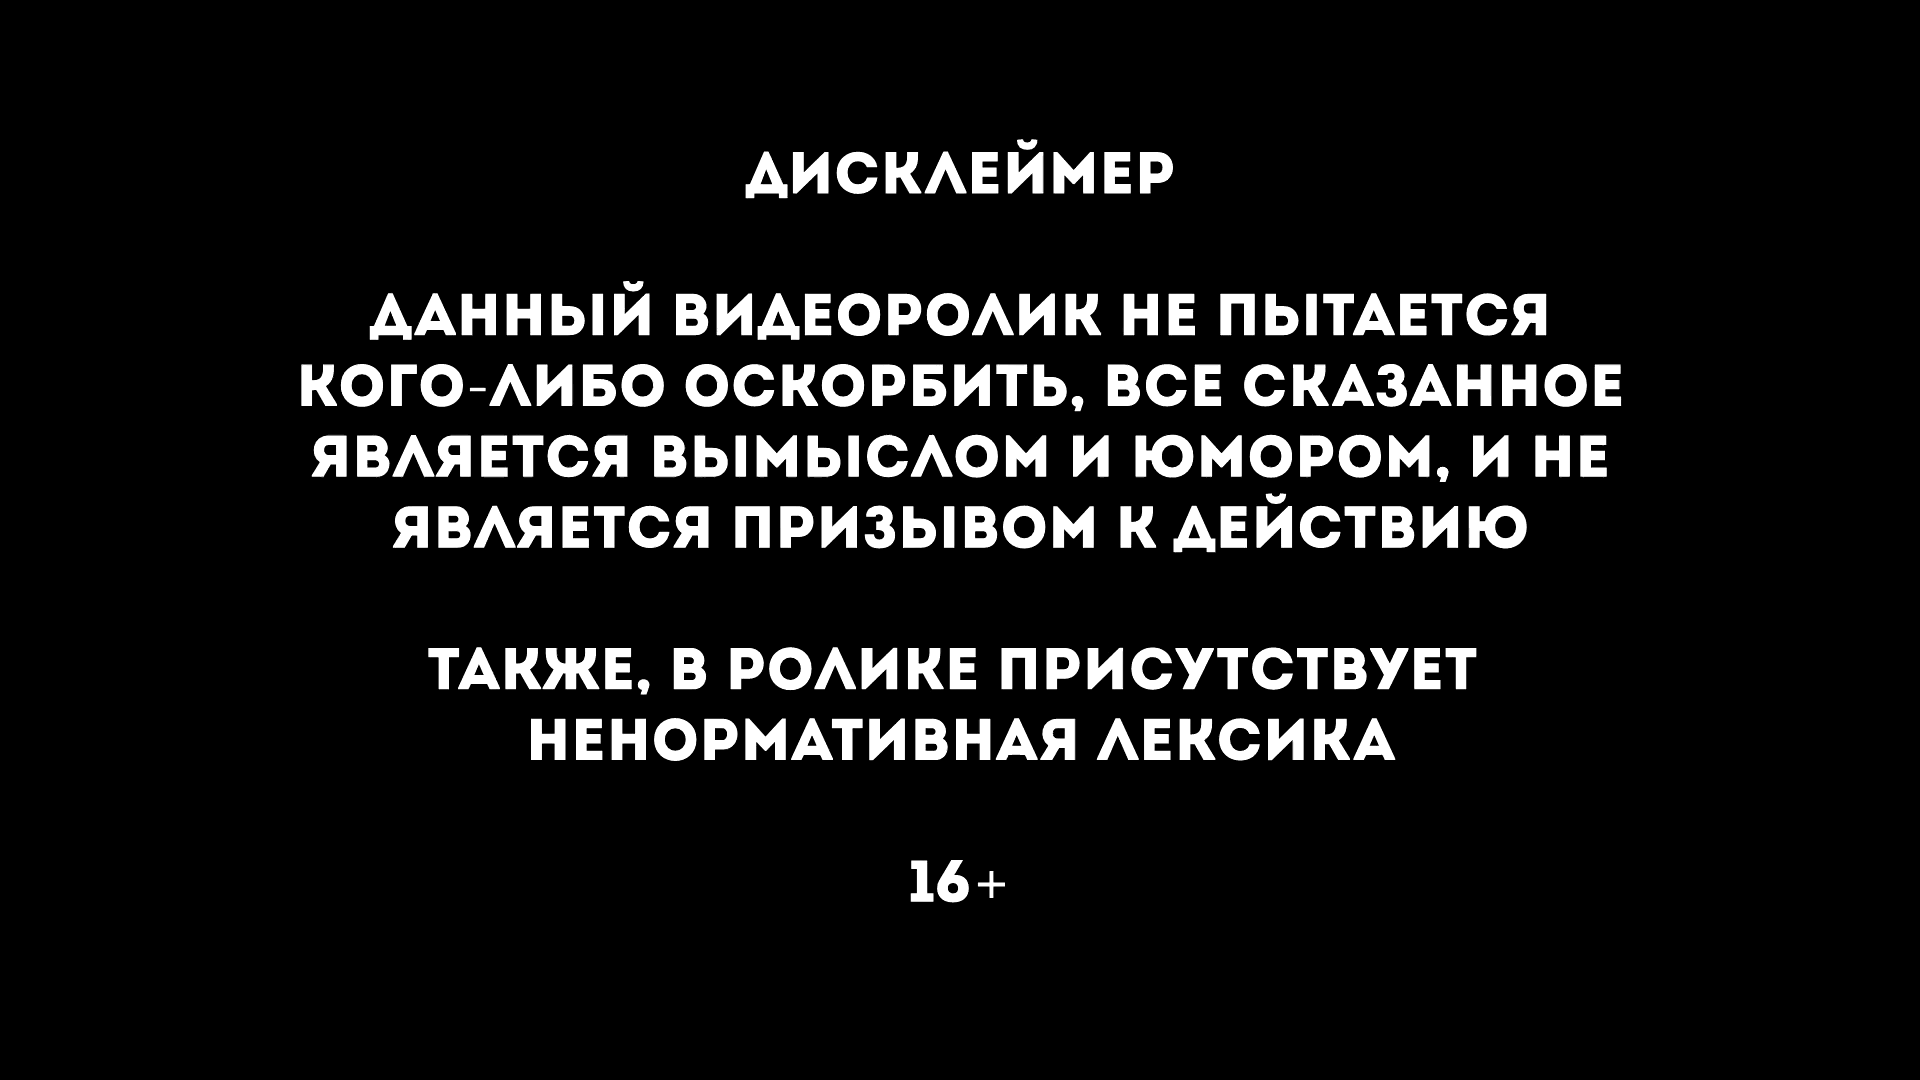 ДИСКЛЕЙМЕР
ДАННЫЙ ВИДЕОРОЛИК НЕ ПЫТАЕТСЯ
КОГО-ЛИБО ОСКОРБИТЬ, ВСЕ СКАЗАННОЕ
ЯВЛЯЕТСЯ ВЫМЫСЛОМ И ЮМОРОМ, И НЕ
ЯВЛЯЕТСЯ ПРИЗЫВОМ К ДЕЙСТВИЮ
ТАКЖЕ, В РОЛИКЕ ПРИСУТСТВУЕТ
НЕНОРМАТИВНАЯ ЛЕКСИКА
16+